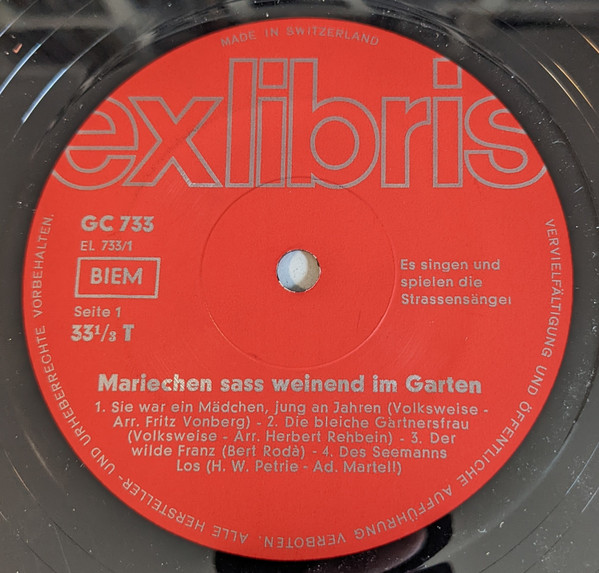 MADE IN SWITZERLAND
exlibris
GC 733
EL 733/1
BIEM
Seite 1
33¹/₃ T
Es singen und
spielen die
Strassensänger
Mariechen sass weinend im Garten
1. Sie war ein Mädchen, jung an Jahren (Volksweise -
Arr. Fritz Vonberg) - 2. Die bleiche Gärtnersfrau
(Volksweise - Arr. Herbert Rehbein) - 3. Der
wilde Franz (Bert Rodà) - 4. Des Seemanns
Los (H. W. Petrie - Ad. Martell)
ALLE HERSTELLER- UND URHEBERRECHTE VORBEHALTEN.
VERVIELFÄLTIGUNG UND ÖFFENTLICHE AUFFÜHRUNG VERBOTEN.